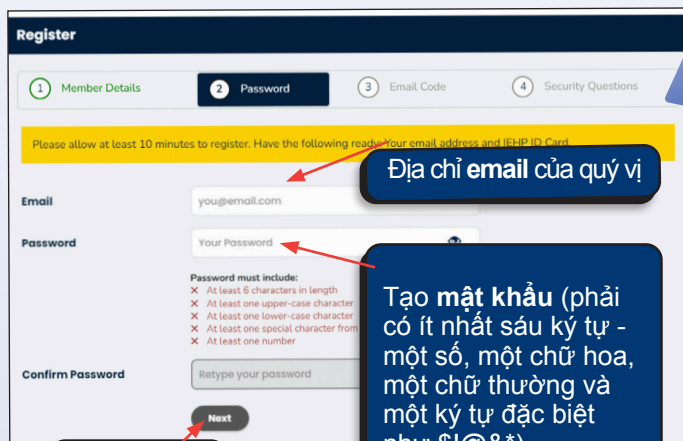 Register
1 Member Details
2 Password
3 Email Code
4 Security Questions
Please allow at least 10 minutes to register. Have the following ready: Your email address and IEHP ID Card
Địa chỉ email của quý vị
Email
you@email.com
Password
Your Password
Password must include:
X At least 6 characters in length
X At least one upper-case character
X At least one lower-case character
X At least one special character from
X At least one number
Tạo mật khẩu (phải
có ít nhất sáu ký tự -
một số, một chữ hoa,
một chữ thường và
một ký tự đặc biệt
như $!@&*)
Confirm Password
Retype your password
Next